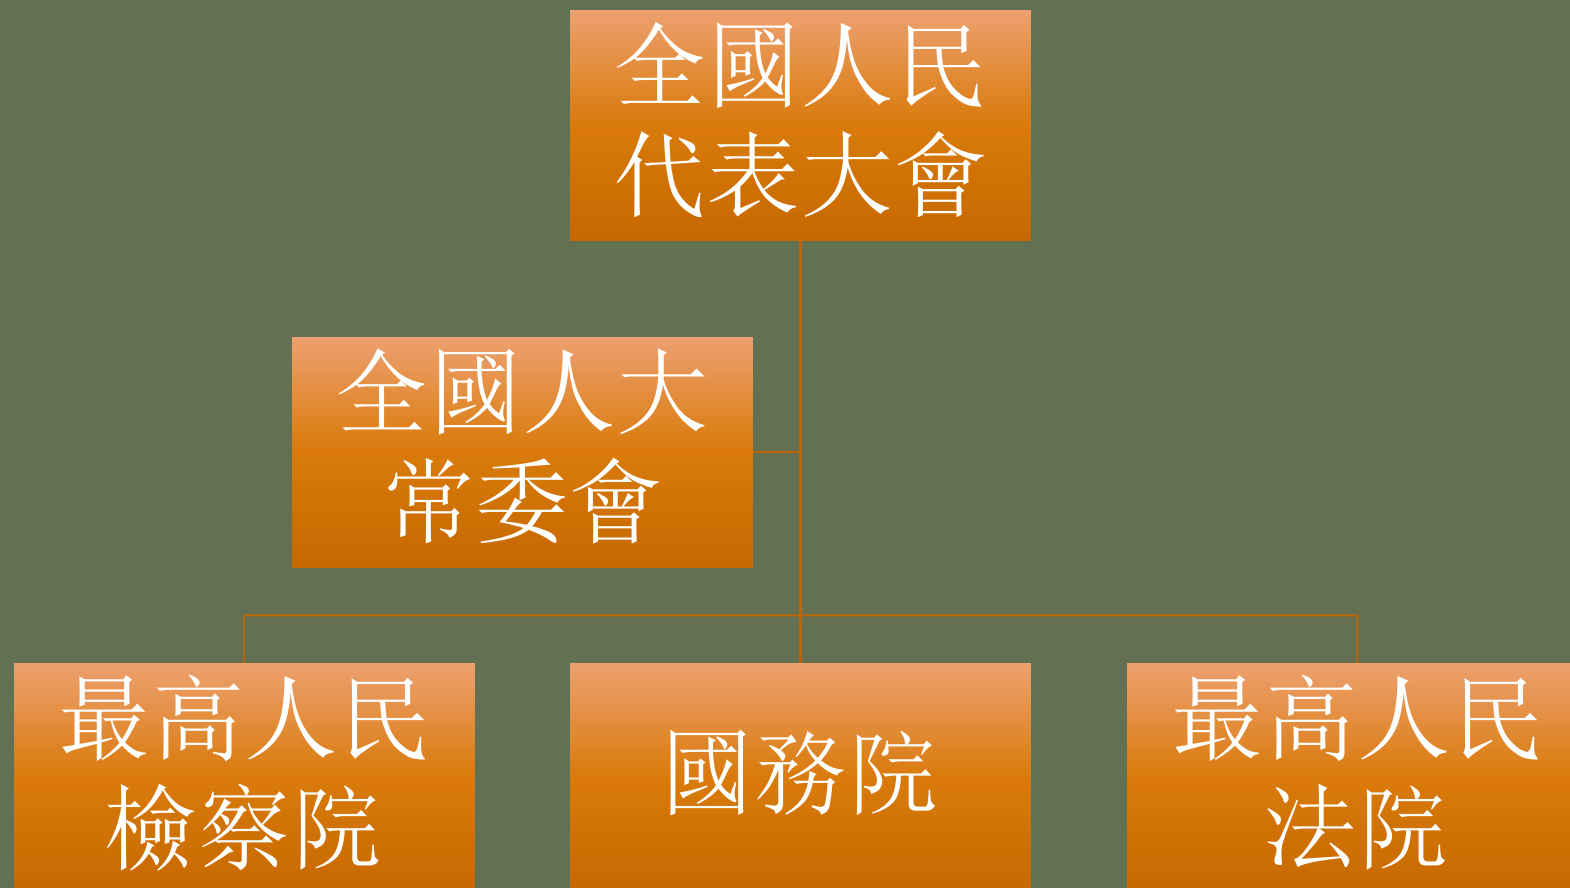 全國人民
代表大會
全國人大
常委會
最高人民
檢察院
國務院
最高人民
法院